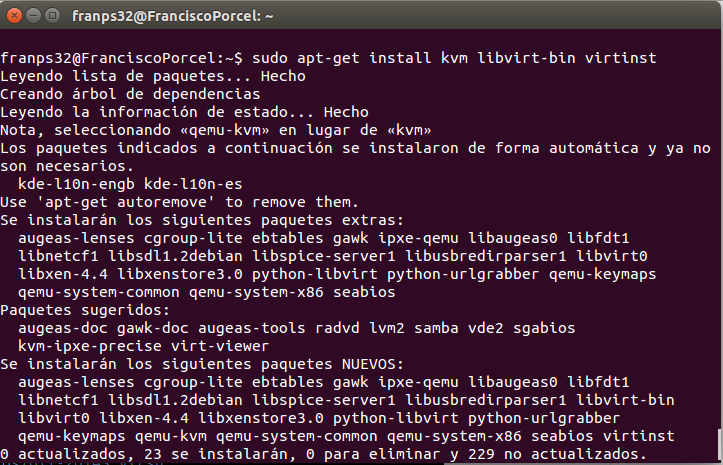 franps32@FranciscoPorcel: ~
franps32@FranciscoPorcel:~$ sudo apt-get install kvm libvirt-bin virtinst
Leyendo lista de paquetes... Hecho
Creando árbol de dependencias
Leyendo la información de estado... Hecho
Nota, seleccionando «qemu-kvm» en lugar de «kvm»
Los paquetes indicados a continuación se instalaron de forma automática y ya no
son necesarios.
  kde-l10n-engb kde-l10n-es
Use 'apt-get autoremove' to remove them.
Se instalarán los siguientes paquetes extras:
  augeas-lenses cgroup-lite ebtables gawk ipxe-qemu libaugeas0 libfdt1
  libnetcf1 libsdl1.2debian libspice-server1 libusbredirparser1 libvirt0
  libxen-4.4 libxenstore3.0 python-libvirt python-urlgrabber qemu-keymaps
  qemu-system-common qemu-system-x86 seabios
Paquetes sugeridos:
  augeas-doc gawk-doc augeas-tools radvd lvm2 samba vde2 sgabios
  kvm-ipxe-precise virt-viewer
Se instalarán los siguientes paquetes NUEVOS:
  augeas-lenses cgroup-lite ebtables gawk ipxe-qemu libaugeas0 libfdt1
  libnetcf1 libsdl1.2debian libspice-server1 libusbredirparser1 libvirt-bin
  libvirt0 libxen-4.4 libxenstore3.0 python-libvirt python-urlgrabber
  qemu-keymaps qemu-kvm qemu-system-common qemu-system-x86 seabios virtinst
0 actualizados, 23 se instalarán, 0 para eliminar y 229 no actualizados.